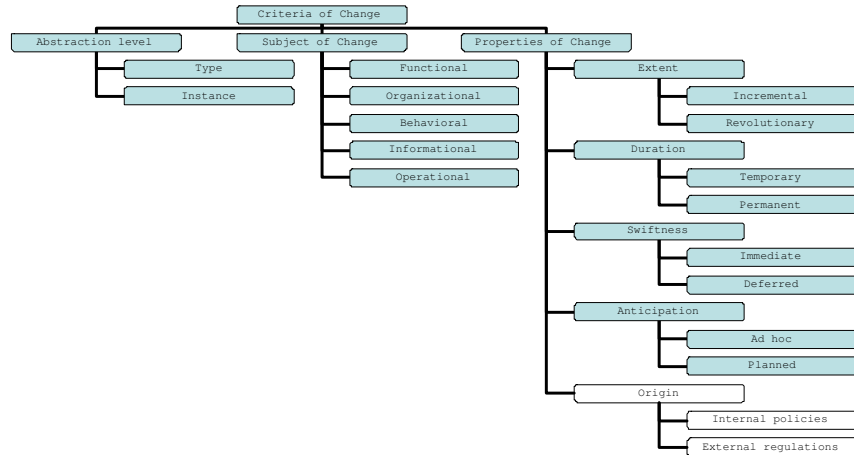 Criteria of Change
Abstraction level
Type
Instance
Subject of Change
Functional
Organizational
Behavioral
Informational
Operational
Properties of Change
Extent
Incremental
Revolutionary
Duration
Temporary
Permanent
Swiftness
Immediate
Deferred
Anticipation
Ad hoc
Planned
Origin
Internal policies
External regulations